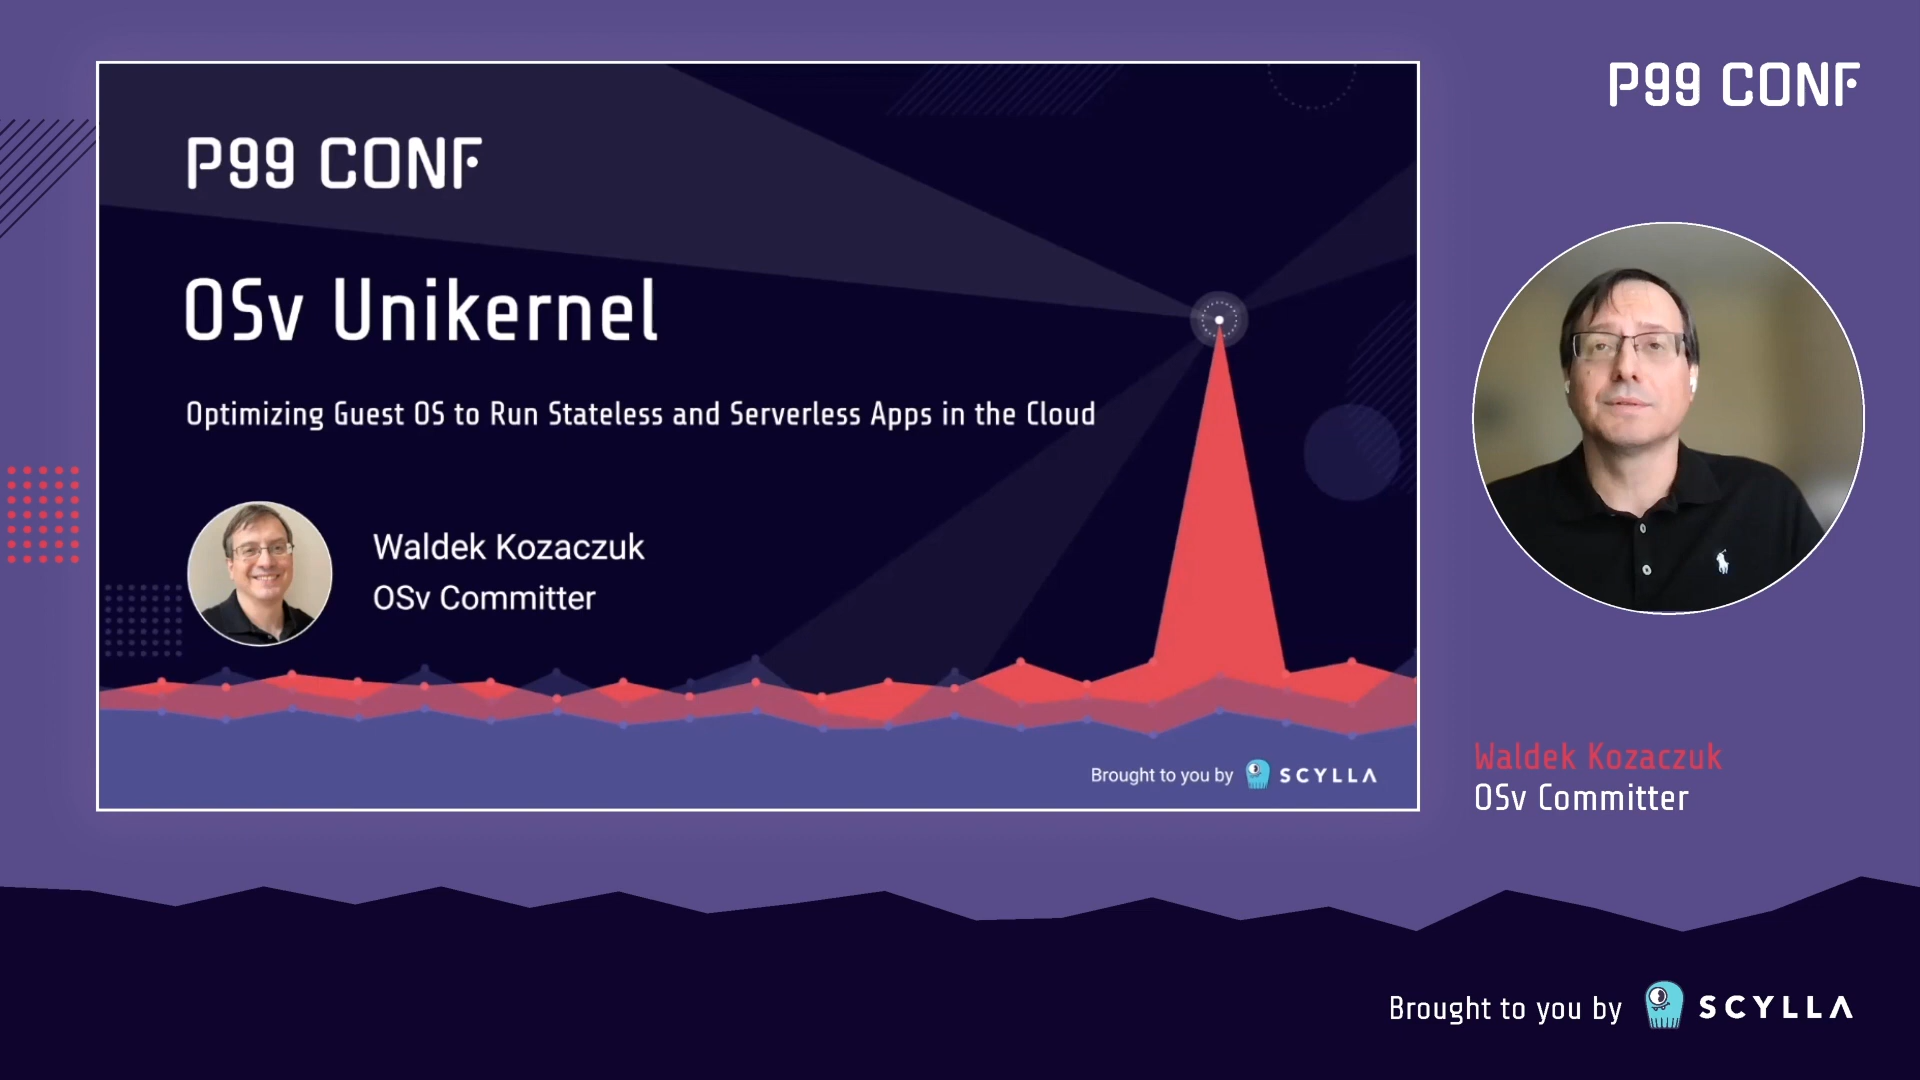 P99 CONF
OSv Unikernel
Optimizing Guest OS to Run Stateless and Serverless Apps in the Cloud
Waldek Kozaczuk
OSv Committer
Brought to you by SCYLLA
P99 CONF
Waldek Kozaczuk
OSv Committer
Brought to you by SCYLLA